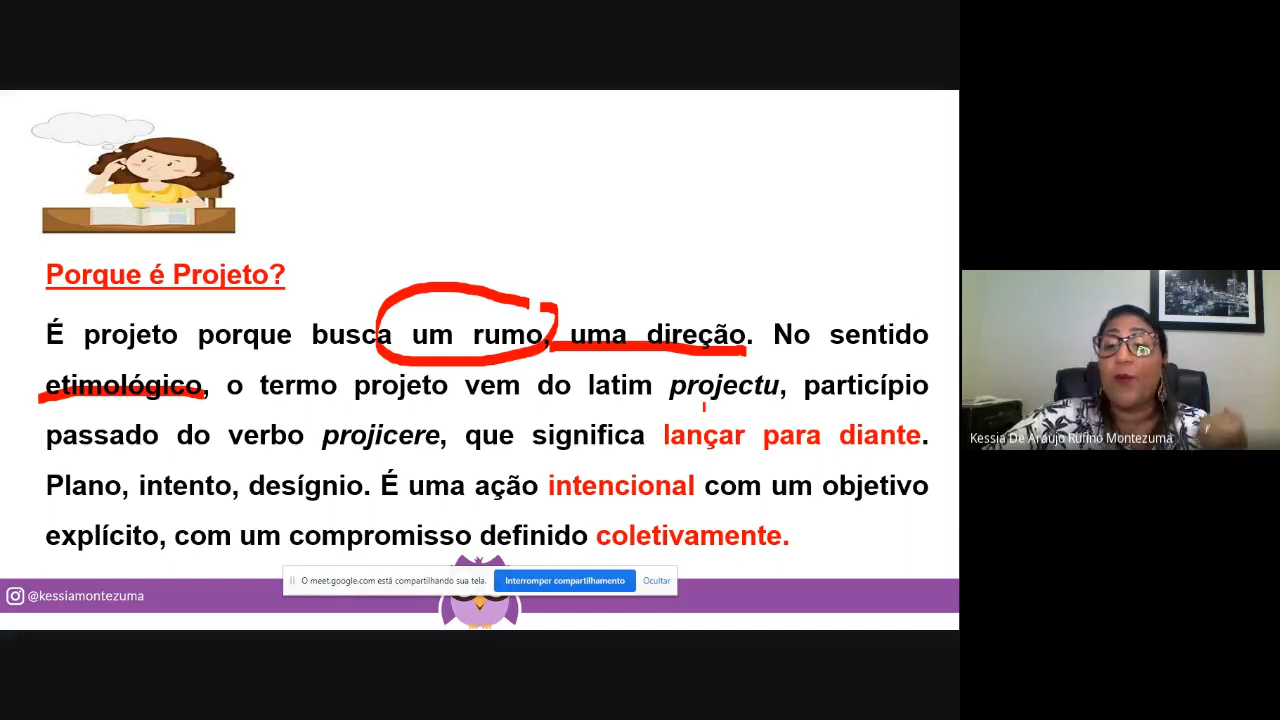 Porque é Projeto?
É projeto porque busca um rumo, uma direção. No sentido
etimológico, o termo projeto vem do latim projectu, particípio
passado do verbo projicere, que significa lançar para diante.
Plano, intento, desígnio. É uma ação intencional com um objetivo
explícito, com um compromisso definido coletivamente.
O meet.google.com está compartilhando sua tela. Interromper compartilhamento Ocultar
@kessiamontezuma
Kessia De Araujo Rufino Montezuma